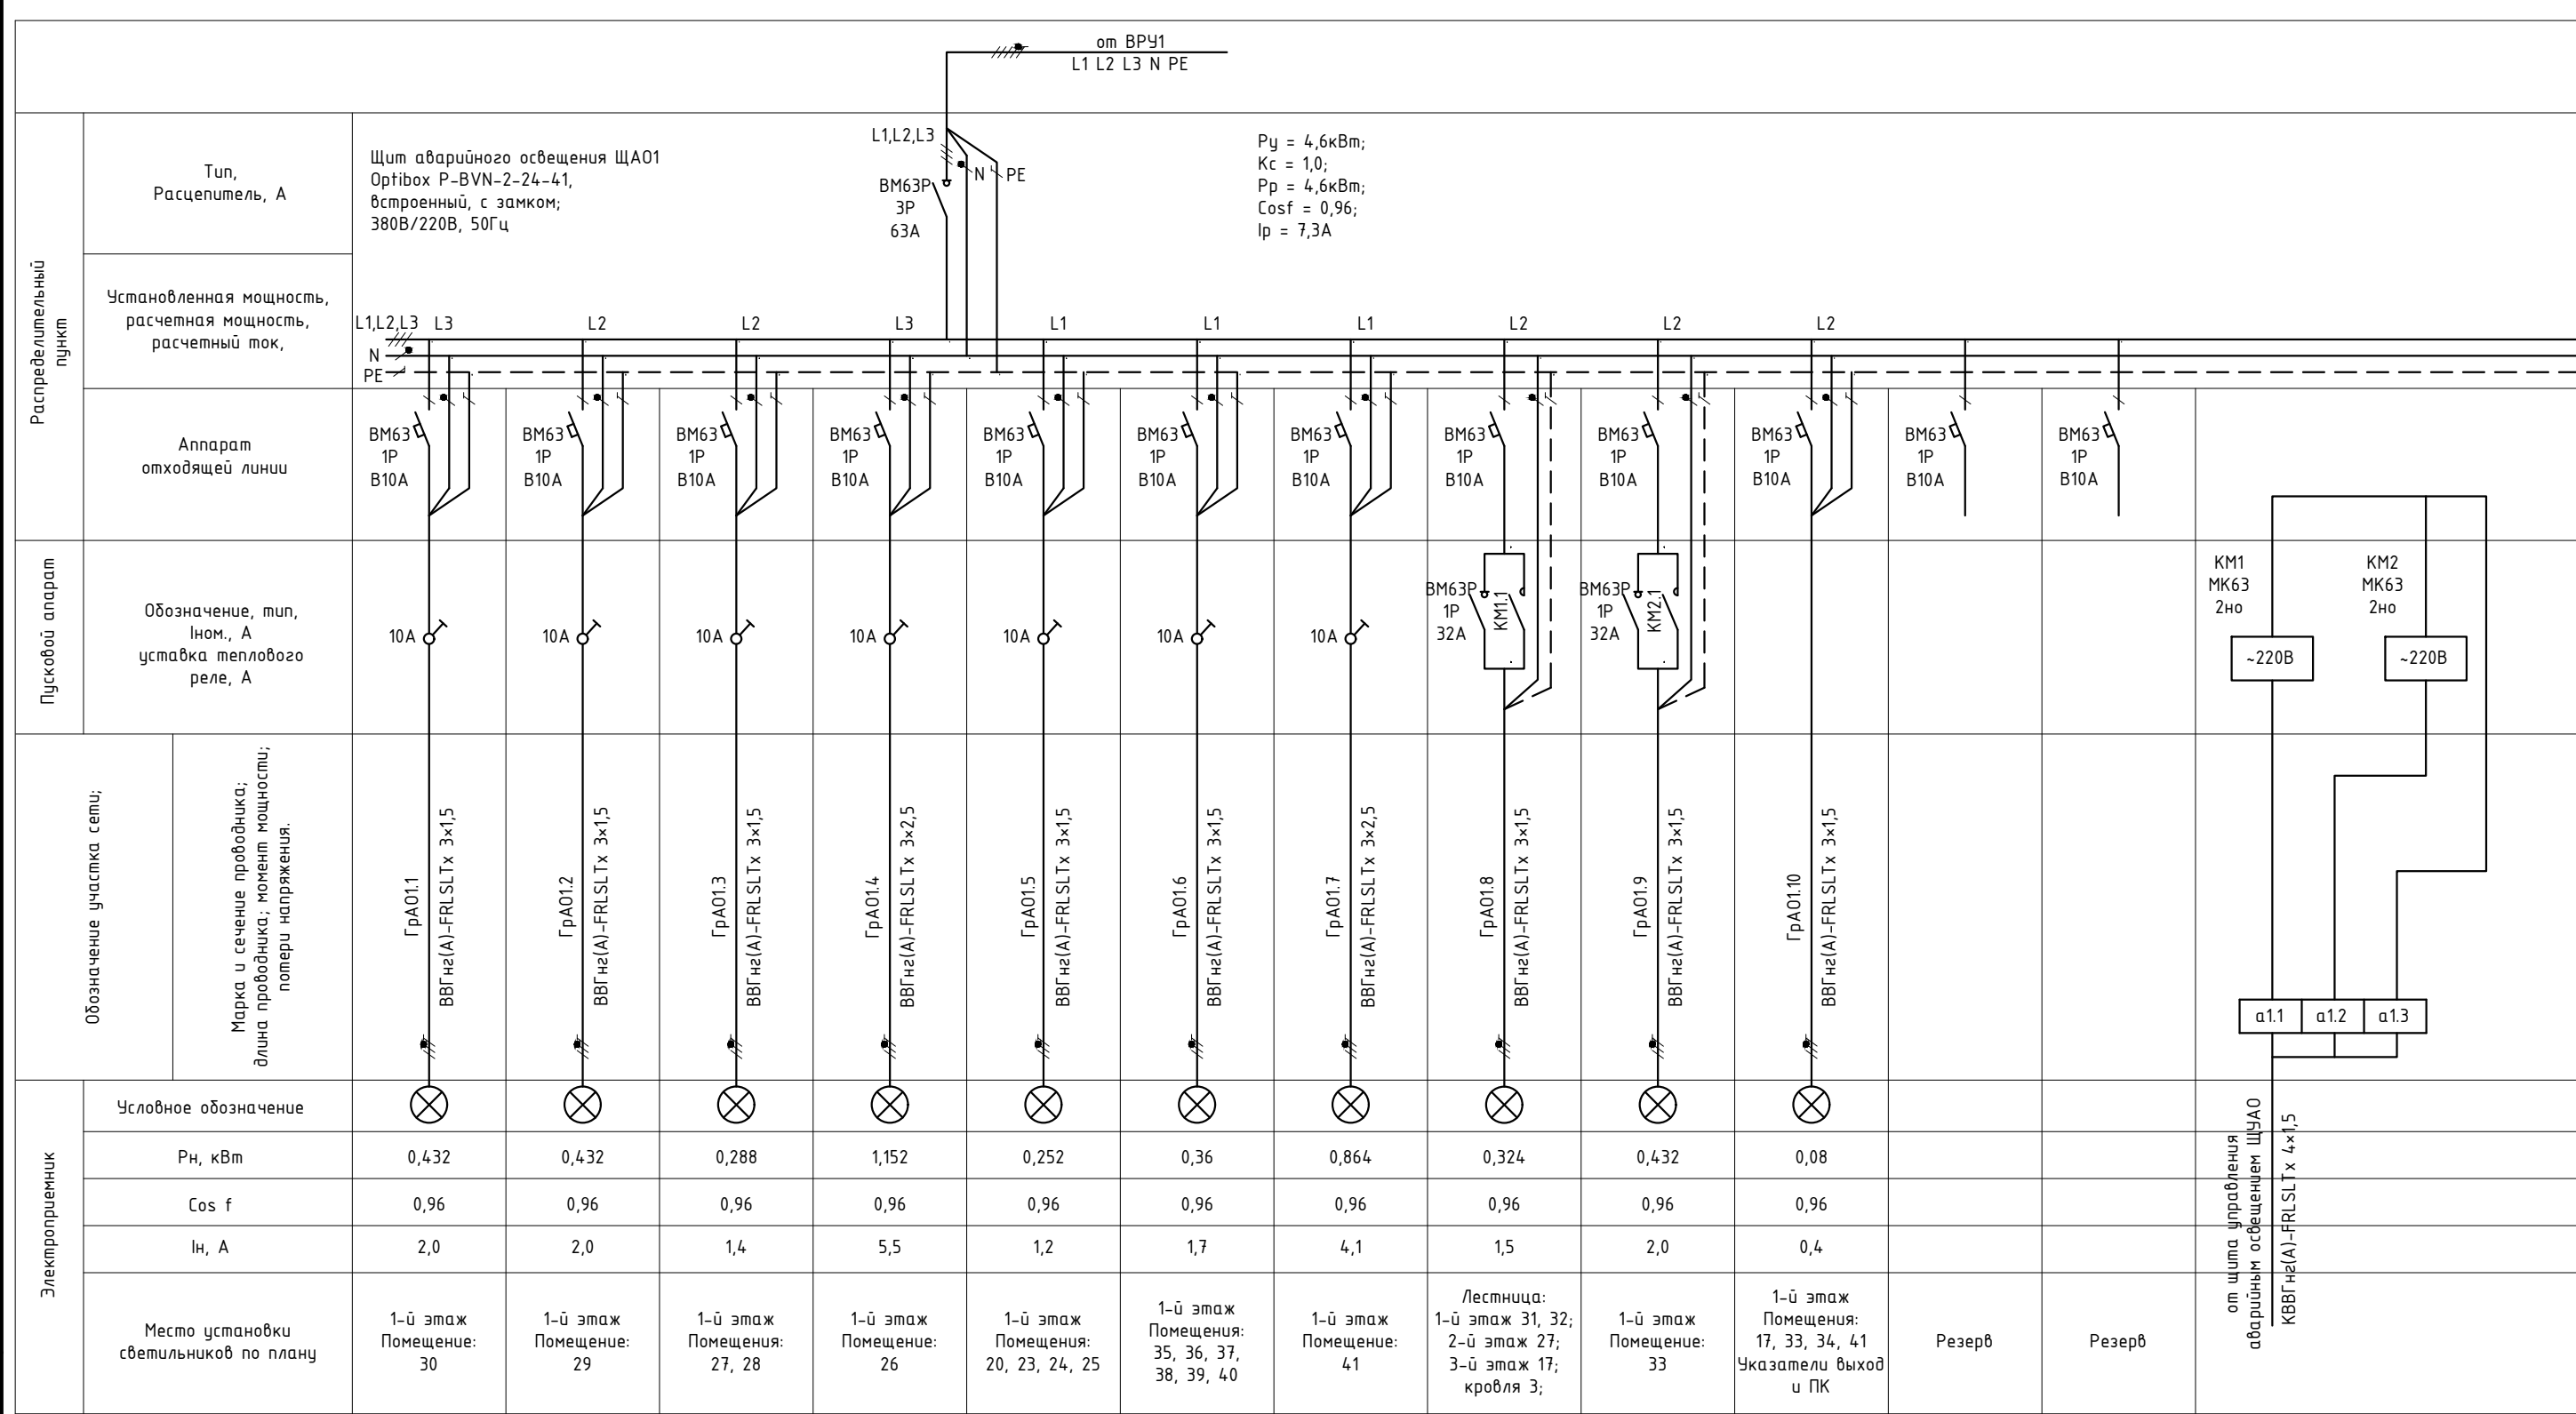 от ВРУ1
L1 L2 L3 N PE
Распределительный
пункт
Тип,
Расцепитель, А
Щит аварийного освещения ЩАО1
Optibox P-BVN-2-24-41,
встроенный, с замком;
380В/220В, 50Гц
L1,L2,L3
N
PE
ВМ63Р
3Р
63А
Ру = 4,6кВт;
Кс = 1,0;
Рр = 4,6кВт;
Cosf = 0,96;
Iр = 7,3А
Установленная мощность,
расчетная мощность,
расчетный ток,
L1,L2,L3 L3 L2 L2 L3 L1 L1 L1 L2 L2 L2
N
PE
Аппарат
отходящей линии
ВМ63 ВМ63 ВМ63 ВМ63 ВМ63 ВМ63 ВМ63 ВМ63 ВМ63 ВМ63 ВМ63 ВМ63
1Р 1Р 1Р 1Р 1Р 1Р 1Р 1Р 1Р 1Р 1Р 1Р
В10А В10А В10А В10А В10А В10А В10А В10А В10А В10А В10А В10А
Пусковой апарат
Обозначение, тип,
Iном., А
уставка теплового
реле, А
10А 10А 10А 10А 10А 10А 10А
ВМ63Р
1Р
32А
КМ1.1
ВМ63Р
1Р
32А
КМ2.1
КМ1
МК63
2но
~220В
КМ2
МК63
2но
~220В
Обозначение участка сети;
Марка и сечение проводника;
длина проводника; момент мощности;
потери напряжения.
ГрАО1.1
ВВГнг(А)-FRLSLTx 3×1,5
ГрАО1.2
ВВГнг(А)-FRLSLTx 3×1,5
ГрАО1.3
ВВГнг(А)-FRLSLTx 3×1,5
ГрАО1.4
ВВГнг(А)-FRLSLTx 3×2,5
ГрАО1.5
ВВГнг(А)-FRLSLTx 3×1,5
ГрАО1.6
ВВГнг(А)-FRLSLTx 3×1,5
ГрАО1.7
ВВГнг(А)-FRLSLTx 3×2,5
ГрАО1.8
ВВГнг(А)-FRLSLTx 3×1,5
ГрАО1.9
ВВГнг(А)-FRLSLTx 3×1,5
ГрАО1.10
ВВГнг(А)-FRLSLTx 3×1,5
а1.1 а1.2 а1.3
от щита управления
аварийным освещением ЩУАО
КВВГнг(А)-FRLSLTx 4×1,5
Электроприемник
Условное обозначение
Рн, кВт 0,432 0,432 0,288 1,152 0,252 0,36 0,864 0,324 0,432 0,08
Cos f 0,96 0,96 0,96 0,96 0,96 0,96 0,96 0,96 0,96 0,96
Iн, А 2,0 2,0 1,4 5,5 1,2 1,7 4,1 1,5 2,0 0,4
Место установки
светильников по плану
1-й этаж
Помещение:
30
1-й этаж
Помещение:
29
1-й этаж
Помещения:
27, 28
1-й этаж
Помещение:
26
1-й этаж
Помещения:
20, 23, 24, 25
1-й этаж
Помещения:
35, 36, 37,
38, 39, 40
1-й этаж
Помещение:
41
Лестница:
1-й этаж 31, 32;
2-й этаж 27;
3-й этаж 17;
кровля 3;
1-й этаж
Помещение:
33
1-й этаж
Помещения:
17, 33, 34, 41
Указатели выход
и ПК
Резерв
Резерв